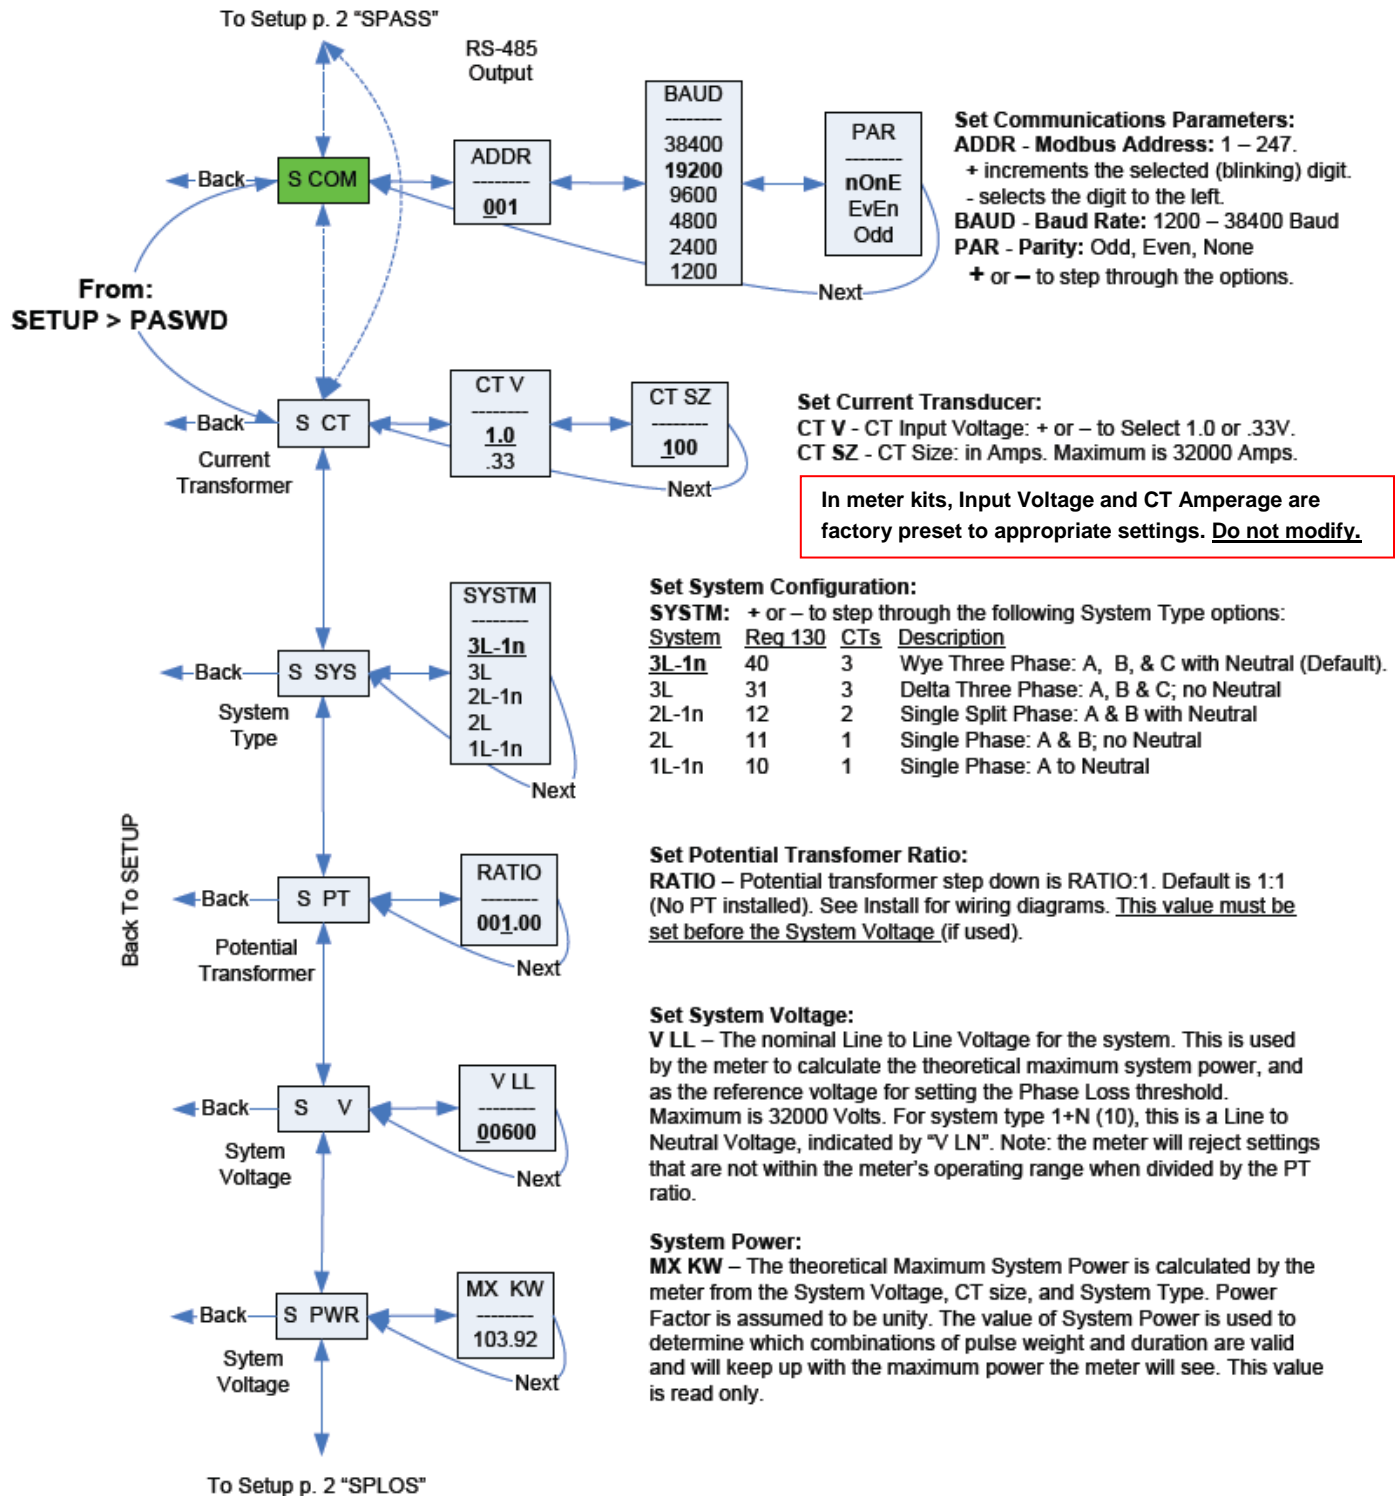 To Setup p. 2 “SPASS”
RS-485
Output
Back
S COM
ADDR
--------
001
BAUD
--------
38400
19200
9600
4800
2400
1200
PAR
--------
nOnE
EvEn
Odd
Next
Set Communications Parameters:
ADDR - Modbus Address: 1 – 247.
+ increments the selected (blinking) digit.
- selects the digit to the left.
BAUD - Baud Rate: 1200 – 38400 Baud
PAR - Parity: Odd, Even, None
+ or – to step through the options.
From:
SETUP > PASWD
Back
S CT
Current
Transformer
CT V
--------
1.0
.33
CT SZ
--------
100
Next
Set Current Transducer:
CT V - CT Input Voltage: + or – to Select 1.0 or .33V.
CT SZ - CT Size: in Amps. Maximum is 32000 Amps.
In meter kits, Input Voltage and CT Amperage are
factory preset to appropriate settings. Do not modify.
Back
S SYS
System
Type
SYSTM
--------
3L-1n
3L
2L-1n
2L
1L-1n
Next
Set System Configuration:
SYSTM: + or – to step through the following System Type options:
System Reg 130 CTs Description
3L-1n 40 3 Wye Three Phase: A, B, & C with Neutral (Default).
3L 31 3 Delta Three Phase: A, B & C; no Neutral
2L-1n 12 2 Single Split Phase: A & B with Neutral
2L 11 1 Single Phase: A & B; no Neutral
1L-1n 10 1 Single Phase: A to Neutral
Back To SETUP
Back
S PT
Potential
Transformer
RATIO
--------
001.00
Next
Set Potential Transfomer Ratio:
RATIO – Potential transformer step down is RATIO:1. Default is 1:1
(No PT installed). See Install for wiring diagrams. This value must be
set before the System Voltage (if used).
Back
S V
Sytem
Voltage
V LL
--------
00600
Next
Set System Voltage:
V LL – The nominal Line to Line Voltage for the system. This is used
by the meter to calculate the theoretical maximum system power, and
as the reference voltage for setting the Phase Loss threshold.
Maximum is 32000 Volts. For system type 1+N (10), this is a Line to
Neutral Voltage, indicated by “V LN”. Note: the meter will reject settings
that are not within the meter’s operating range when divided by the PT
ratio.
Back
S PWR
Sytem
Voltage
MX KW
--------
103.92
Next
System Power:
MX KW – The theoretical Maximum System Power is calculated by the
meter from the System Voltage, CT size, and System Type. Power
Factor is assumed to be unity. The value of System Power is used to
determine which combinations of pulse weight and duration are valid
and will keep up with the maximum power the meter will see. This value
is read only.
To Setup p. 2 “SPLOS”